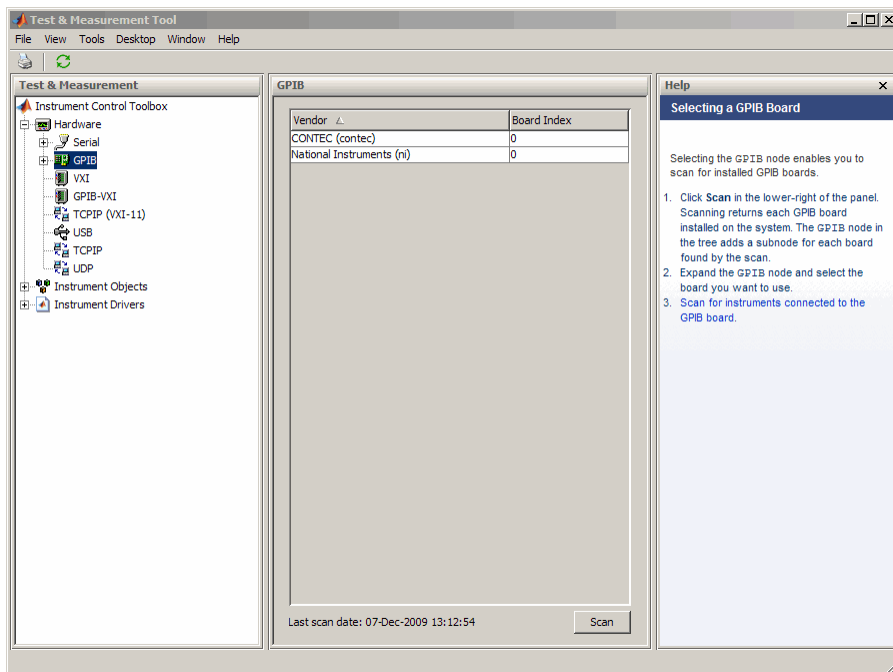 Test & Measurement Tool
File View Tools Desktop Window Help
Test & Measurement
Instrument Control Toolbox
Hardware
Serial
GPIB
VXI
GPIB-VXI
TCPIP (VXI-11)
USB
TCPIP
UDP
Instrument Objects
Instrument Drivers
GPIB
Vendor Board Index
CONTEC (contec) 0
National Instruments (ni) 0
Last scan date: 07-Dec-2009 13:12:54
Scan
Help
Selecting a GPIB Board
Selecting the GPIB node enables you to
scan for installed GPIB boards.
1. Click Scan in the lower-right of the panel.
Scanning returns each GPIB board
installed on the system. The GPIB node in
the tree adds a subnode for each board
found by the scan.
2. Expand the GPIB node and select the
board you want to use.
3. Scan for instruments connected to the
GPIB board.